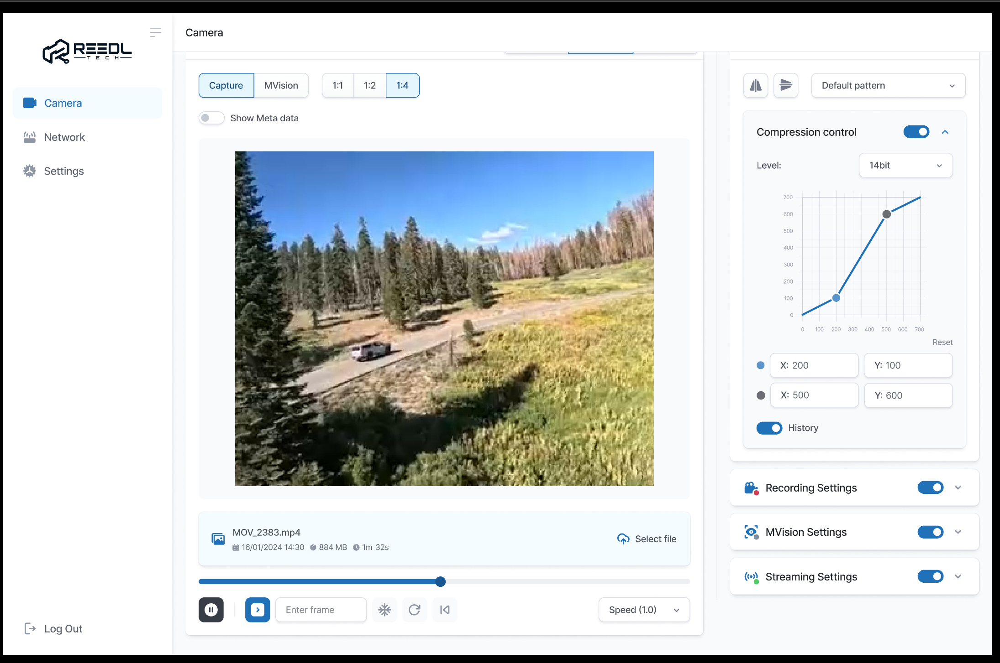 REEDL
TECH
Camera
Network
Settings
Log Out
Camera
Capture MVision 1:1 1:2 1:4
Show Meta data
MOV_2383.mp4
16/01/2024 14:30 884 MB 1m 32s
Select file
Enter frame
Speed (1.0)
Default pattern
Compression control
Level: 14bit
700
600
500
400
300
200
100
0
0 100 200 300 400 500 600 700
Reset
X: 200 Y: 100
X: 500 Y: 600
History
Recording Settings
MVision Settings
Streaming Settings